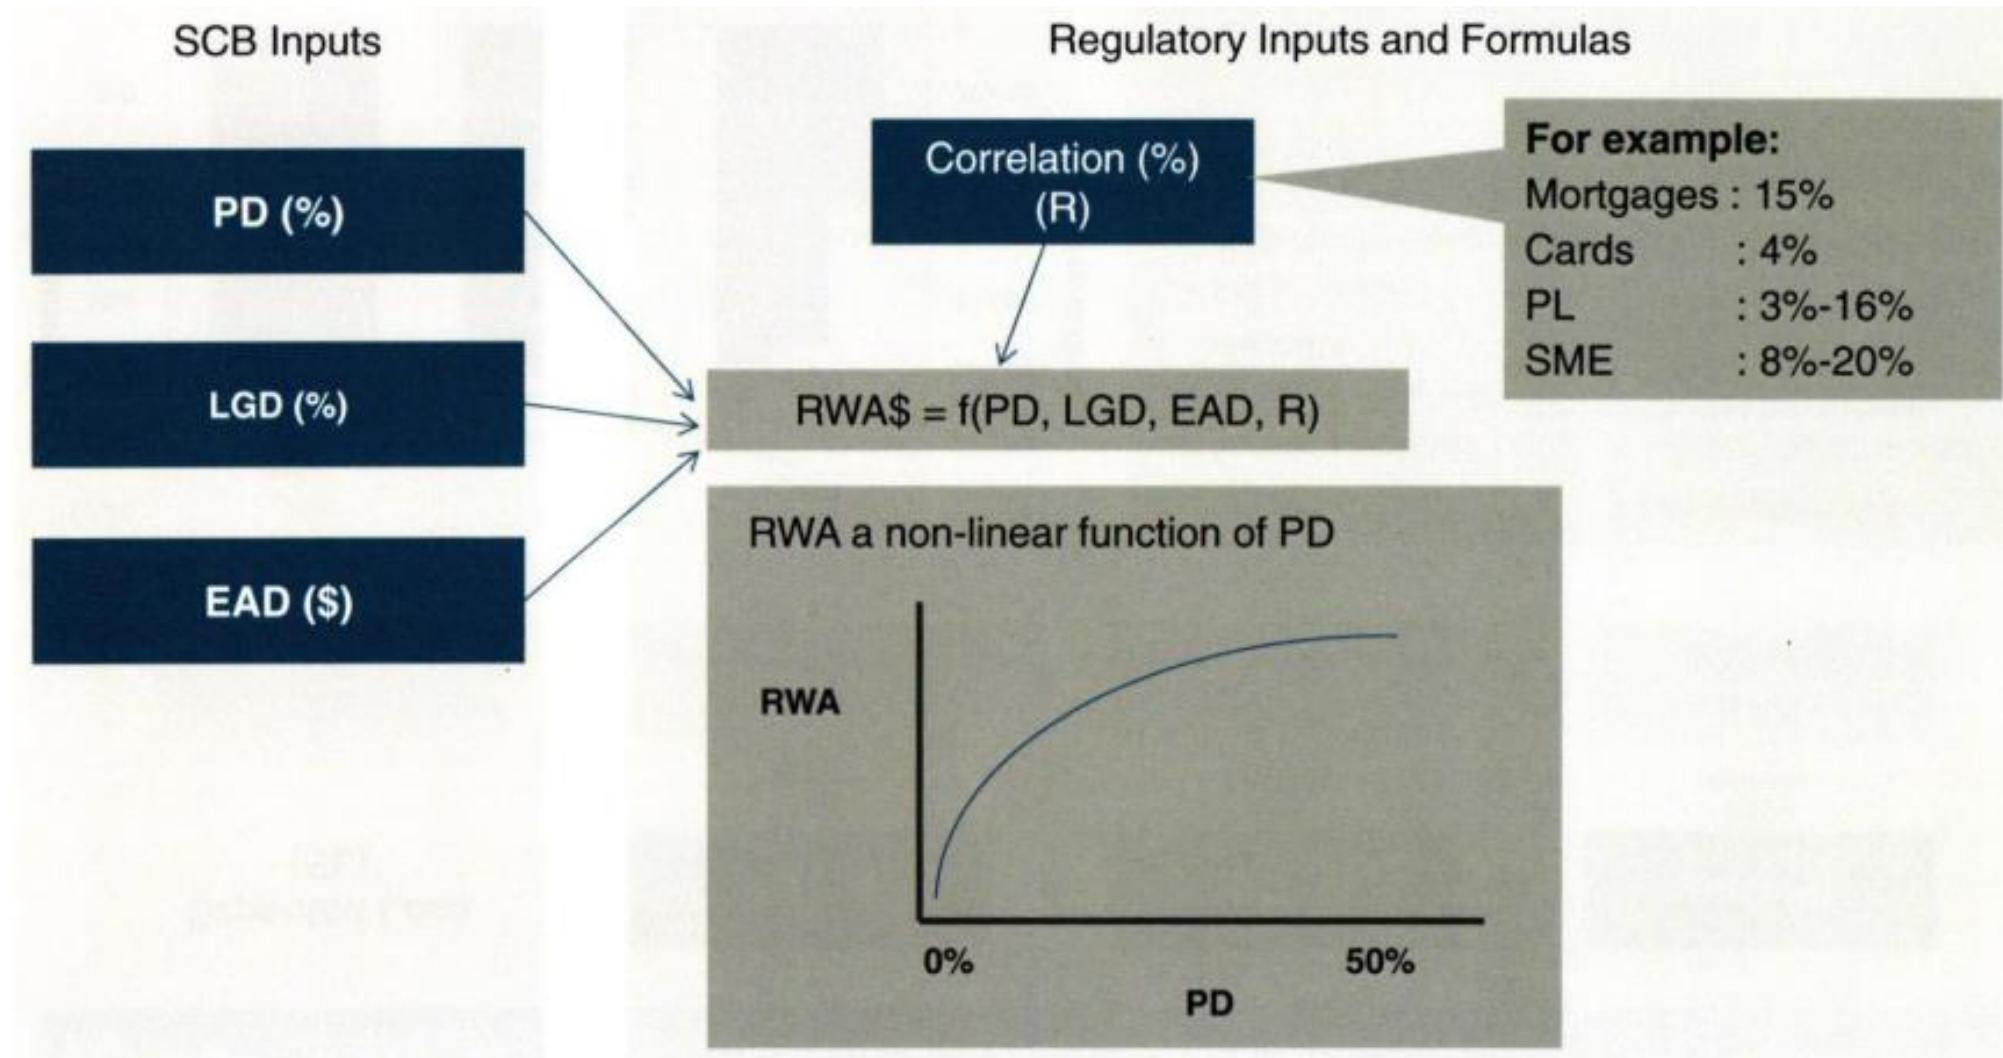 SCB Inputs
Regulatory Inputs and Formulas
PD (%)
LGD (%)
EAD ($)
Correlation (%)
(R)
For example:
Mortgages : 15%
Cards : 4%
PL : 3%-16%
SME : 8%-20%
RWA$ = f(PD, LGD, EAD, R)
RWA a non-linear function of PD
RWA
0%
50%
PD